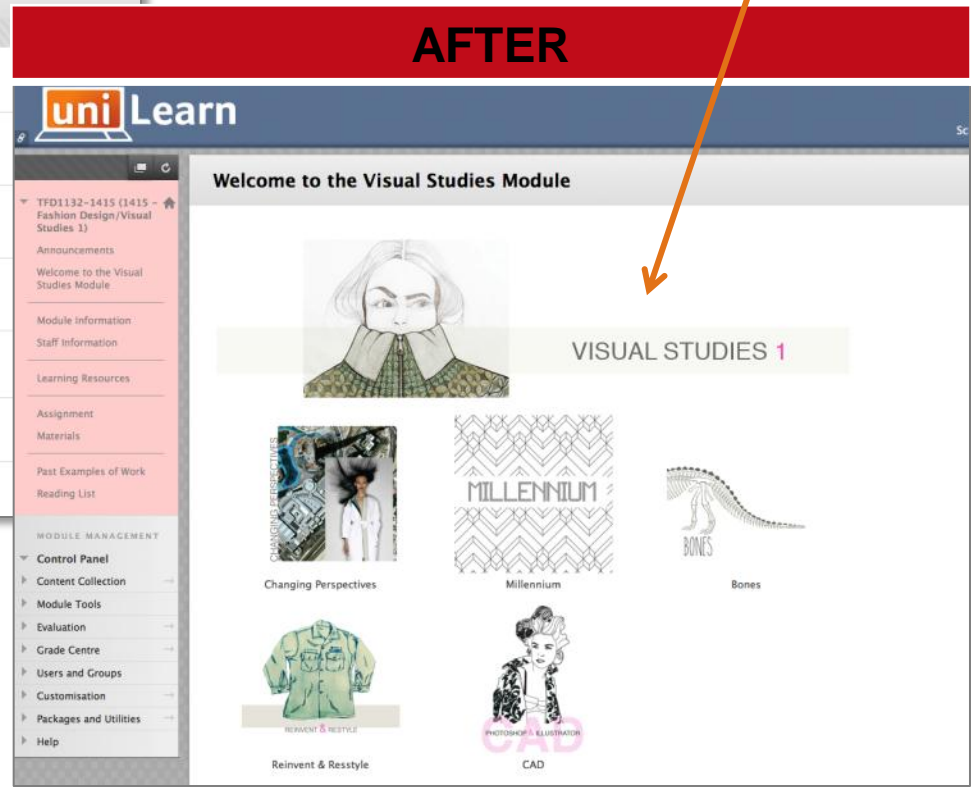 AFTER
uni Learn
Sc
Welcome to the Visual Studies Module
TFD1132-1415 (1415 -
Fashion Design/Visual
Studies 1)
Announcements
Welcome to the Visual
Studies Module
Module Information
Staff Information
Learning Resources
Assignment
Materials
Past Examples of Work
Reading List
MODULE MANAGEMENT
Control Panel
Content Collection
Module Tools
Evaluation
Grade Centre
Users and Groups
Customisation
Packages and Utilities
Help
VISUAL STUDIES 1
CHANGING PERSPECTIVES
Changing Perspectives
MILLENNIUM
Millennium
BONES
Bones
REINVENT & RESTYLE
Reinvent & Resstyle
CAD
PHOTOSHOP & ILLUSTRATOR
CAD